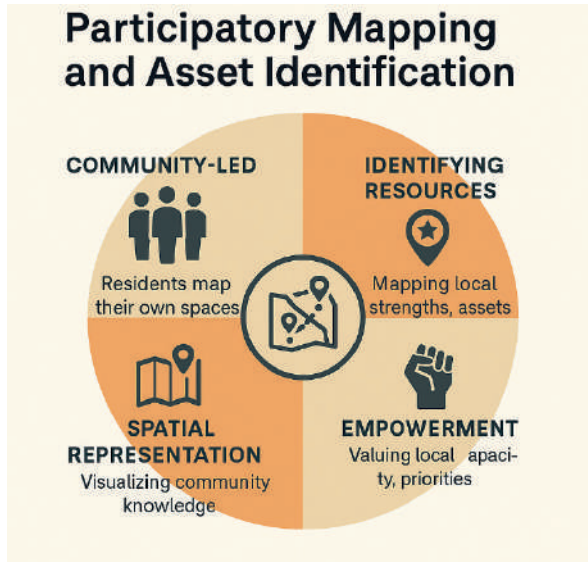 Participatory Mapping
and Asset Identification
COMMUNITY-LED
Residents map
their own spaces
IDENTIFYING
RESOURCES
Mapping local
strengths, assets
SPATIAL
REPRESENTATION
Visualizing community
knowledge
EMPOWERMENT
Valuing local apaci-
ty, priorities